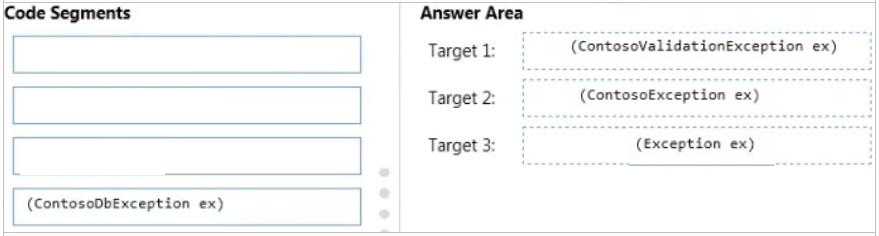 Code Segments
Answer Area
Target 1: (ContosoValidationException ex)
Target 2: (ContosoException ex)
Target 3: (Exception ex)
(ContosoDbException ex)